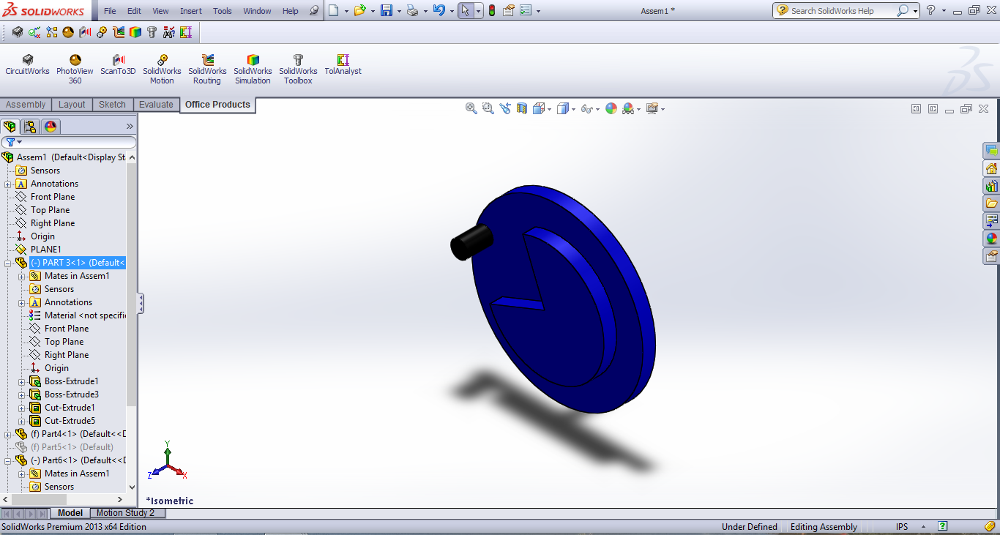 SOLIDWORKS File Edit View Insert Tools Window Help Assem1 * Search SolidWorks Help
CircuitWorks PhotoView 360 ScanTo3D SolidWorks Motion SolidWorks Routing SolidWorks Simulation SolidWorks Toolbox TolAnalyst
Assembly Layout Sketch Evaluate Office Products
Assem1 (Default<Display St
Sensors
Annotations
Front Plane
Top Plane
Right Plane
Origin
PLANE1
(-) PART 3<1> (Default<
Mates in Assem1
Sensors
Annotations
Material <not specifi
Front Plane
Top Plane
Right Plane
Origin
Boss-Extrude1
Boss-Extrude3
Cut-Extrude1
Cut-Extrude5
(f) Part4<1> (Default<<D
(f) Part5<1> (Default)
(-) Part6<1> (Default<<D
Mates in Assem1
Sensors
Y
Z X
*Isometric
Model Motion Study 2
SolidWorks Premium 2013 x64 Edition Under Defined Editing Assembly IPS